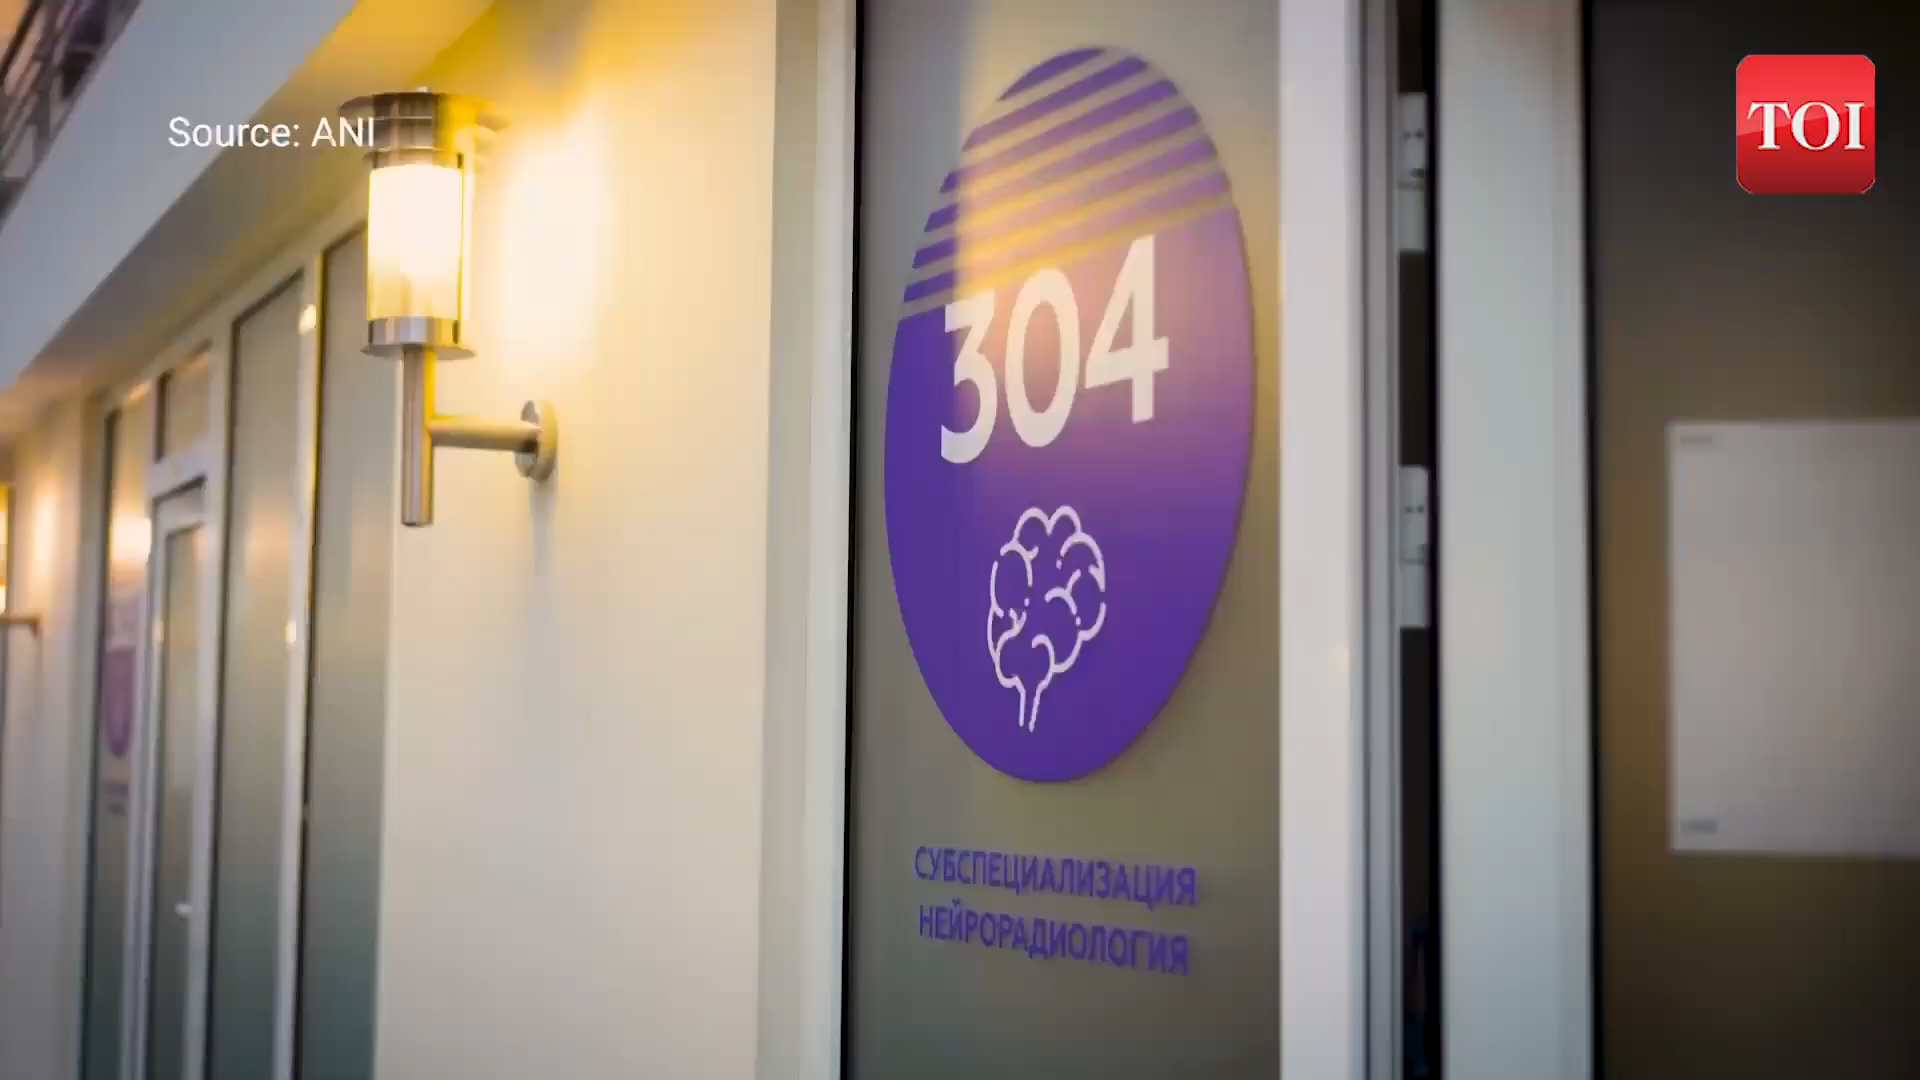 Source: ANI
TOI
304
СУБСПЕЦИАЛИЗАЦИЯ
НЕЙРОРАДИОЛОГИЯ